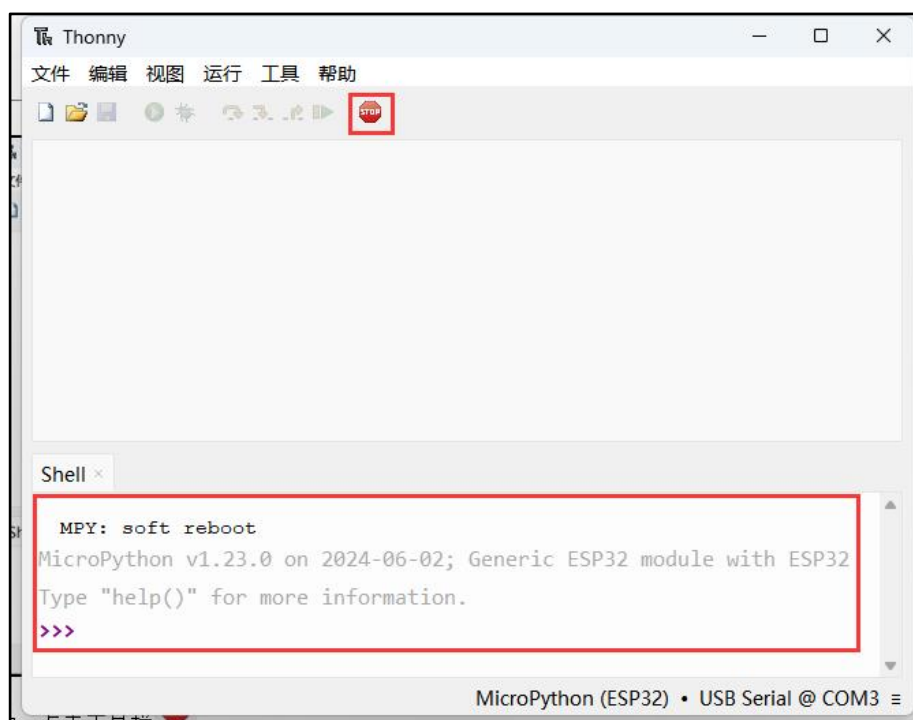 Thonny
文件 编辑 视图 运行 工具 帮助
STOP
Shell
MPY: soft reboot
MicroPython v1.23.0 on 2024-06-02; Generic ESP32 module with ESP32
Type "help()" for more information.
>>>
MicroPython (ESP32) • USB Serial @ COM3 ≡